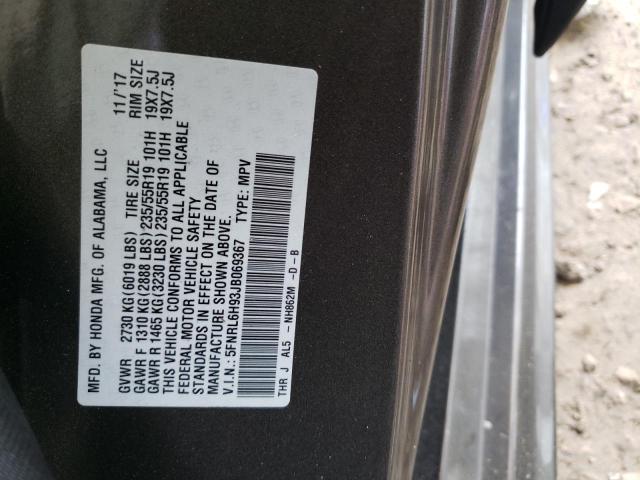 MFD. BY HONDA MFG. OF ALABAMA, LLC 11/'17
GVWR 2730 KG(6019 LBS) TIRE SIZE RIM SIZE
GAWR F 1310 KG(2888 LBS)235/55R19 101H 19X7.5J
GAWR R 1465 KG(3230 LBS)235/55R19 101H 19X7.5J
THIS VEHICLE CONFORMS TO ALL APPLICABLE
FEDERAL MOTOR VEHICLE SAFETY
STANDARDS IN EFFECT ON THE DATE OF
MANUFACTURE SHOWN ABOVE.
V.I.N.:5FNRL6H93JB069367 TYPE: MPV
THR J AL5 - NH862M -D-B